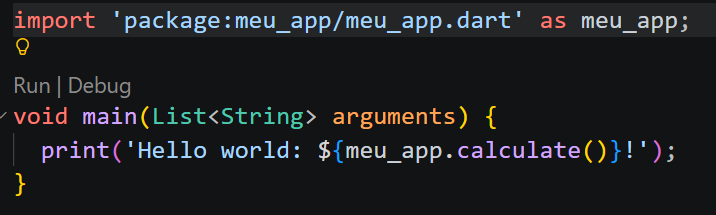 import 'package:meu_app/meu_app.dart' as meu_app;
Run | Debug
void main(List<String> arguments) {
  print('Hello world: ${meu_app.calculate()}!');
}